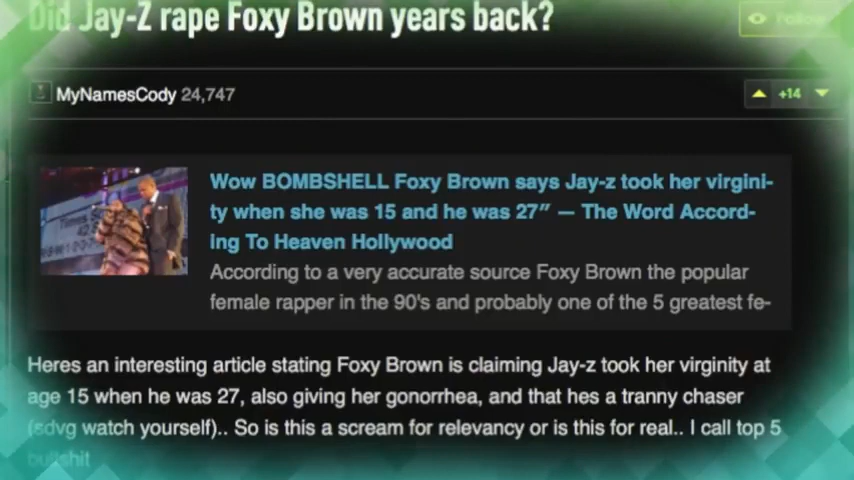 Did Jay-Z rape Foxy Brown years back?
Follow
MyNamesCody 24,747
+14
Wow BOMBSHELL Foxy Brown says Jay-z took her virgini-
ty when she was 15 and he was 27” — The Word Accord-
ing To Heaven Hollywood
According to a very accurate source Foxy Brown the popular
female rapper in the 90's and probably one of the 5 greatest fe-
Heres an interesting article stating Foxy Brown is claiming Jay-z took her virginity at
age 15 when he was 27, also giving her gonorrhea, and that hes a tranny chaser
(sdvg watch yourself).. So is this a scream for relevancy or is this for real.. I call top 5
bullshit